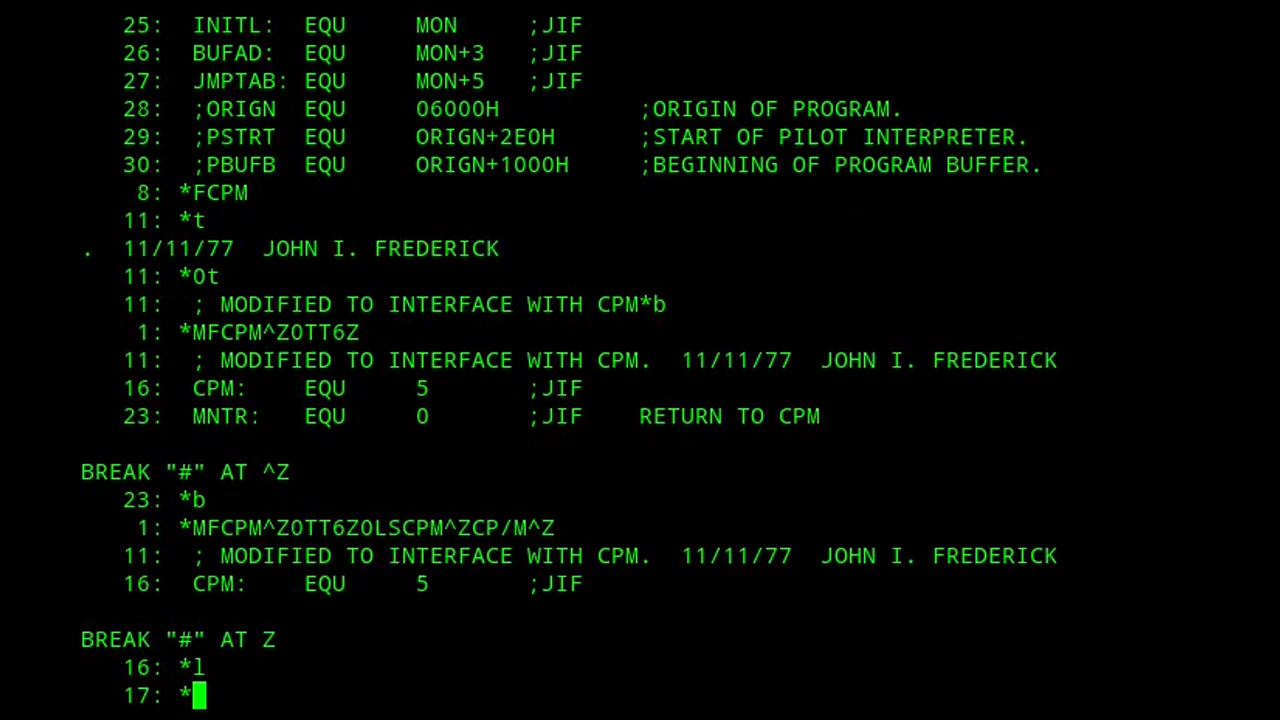 25:  INITL:  EQU     MON     ;JIF
26:  BUFAD:  EQU     MON+3   ;JIF
27:  JMPTAB: EQU     MON+5   ;JIF
28:  ;ORIGN  EQU     06000H          ;ORIGIN OF PROGRAM.
29:  ;PSTRT  EQU     ORIGN+2E0H      ;START OF PILOT INTERPRETER.
30:  ;PBUFB  EQU     ORIGN+1000H     ;BEGINNING OF PROGRAM BUFFER.
8: *FCPM
11: *t
.  11/11/77  JOHN I. FREDERICK
11: *0t
11:  ; MODIFIED TO INTERFACE WITH CPM*b
1: *MFCPM^Z0TT6Z
11:  ; MODIFIED TO INTERFACE WITH CPM.  11/11/77  JOHN I. FREDERICK
16:  CPM:    EQU     5       ;JIF
23:  MNTR:   EQU     0       ;JIF    RETURN TO CPM
BREAK "#" AT ^Z
23: *b
1: *MFCPM^Z0TT6Z0LSCPM^ZCP/M^Z
11:  ; MODIFIED TO INTERFACE WITH CPM.  11/11/77  JOHN I. FREDERICK
16:  CPM:    EQU     5       ;JIF
BREAK "#" AT Z
16: *l
17: *